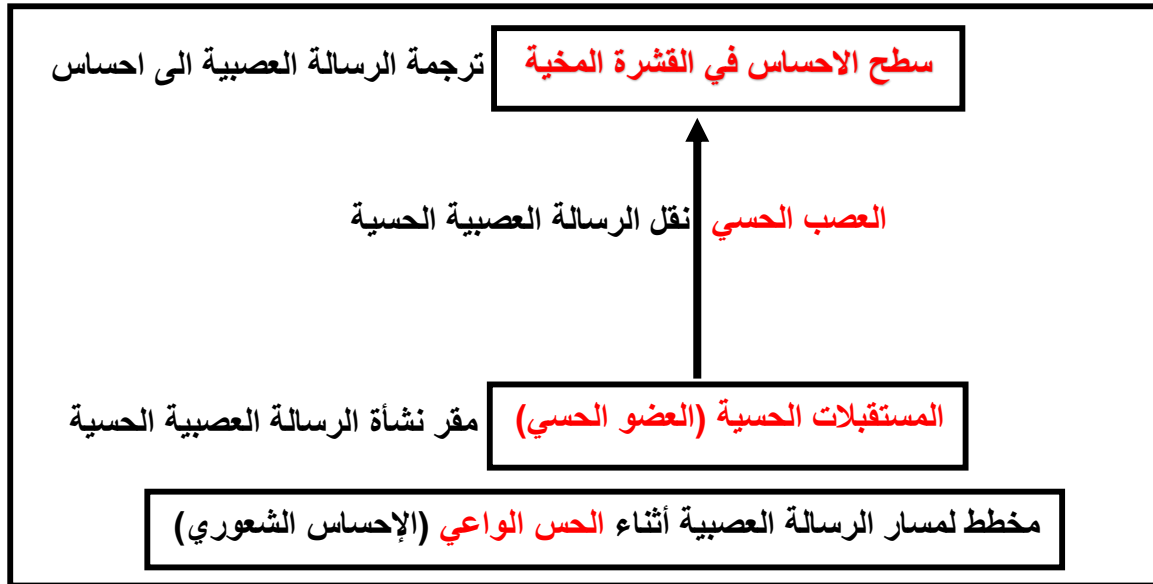 سطح الاحساس في القشرة المخية ترجمة الرسالة العصبية الى احساس
العصب الحسي نقل الرسالة العصبية الحسية
المستقبلات الحسية (العضو الحسي) مقر نشأة الرسالة العصبية الحسية
مخطط لمسار الرسالة العصبية أثناء الحس الواعي (الإحساس الشعوري)